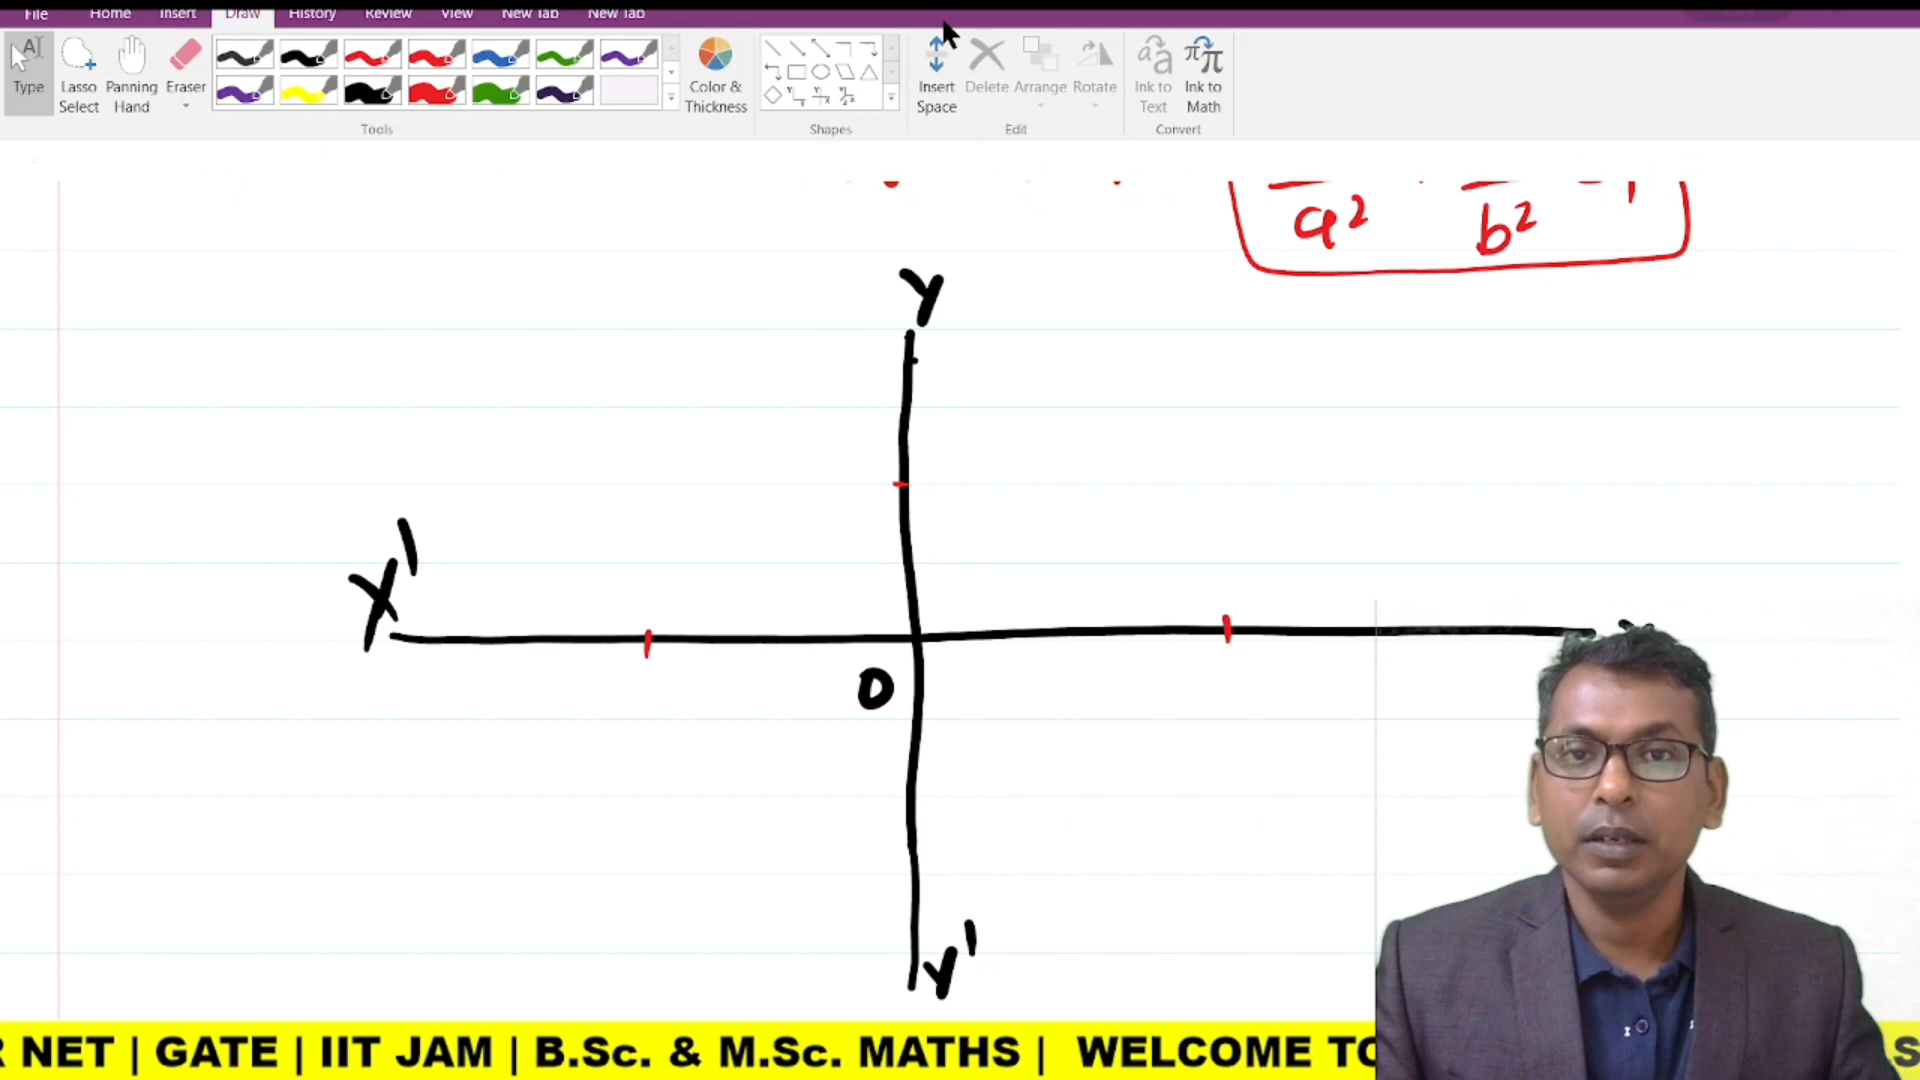 File Home Insert Draw History Review View New Tab New Tab
Type
Lasso Select
Panning Hand
Eraser
Color & Thickness
Insert Space
Delete Arrange Rotate
Ink to Text
Ink to Math
Tools Shapes Edit Convert
a² b²
Y
X'
O
Y'
R NET | GATE | IIT JAM | B.Sc. & M.Sc. MATHS | WELCOME TO